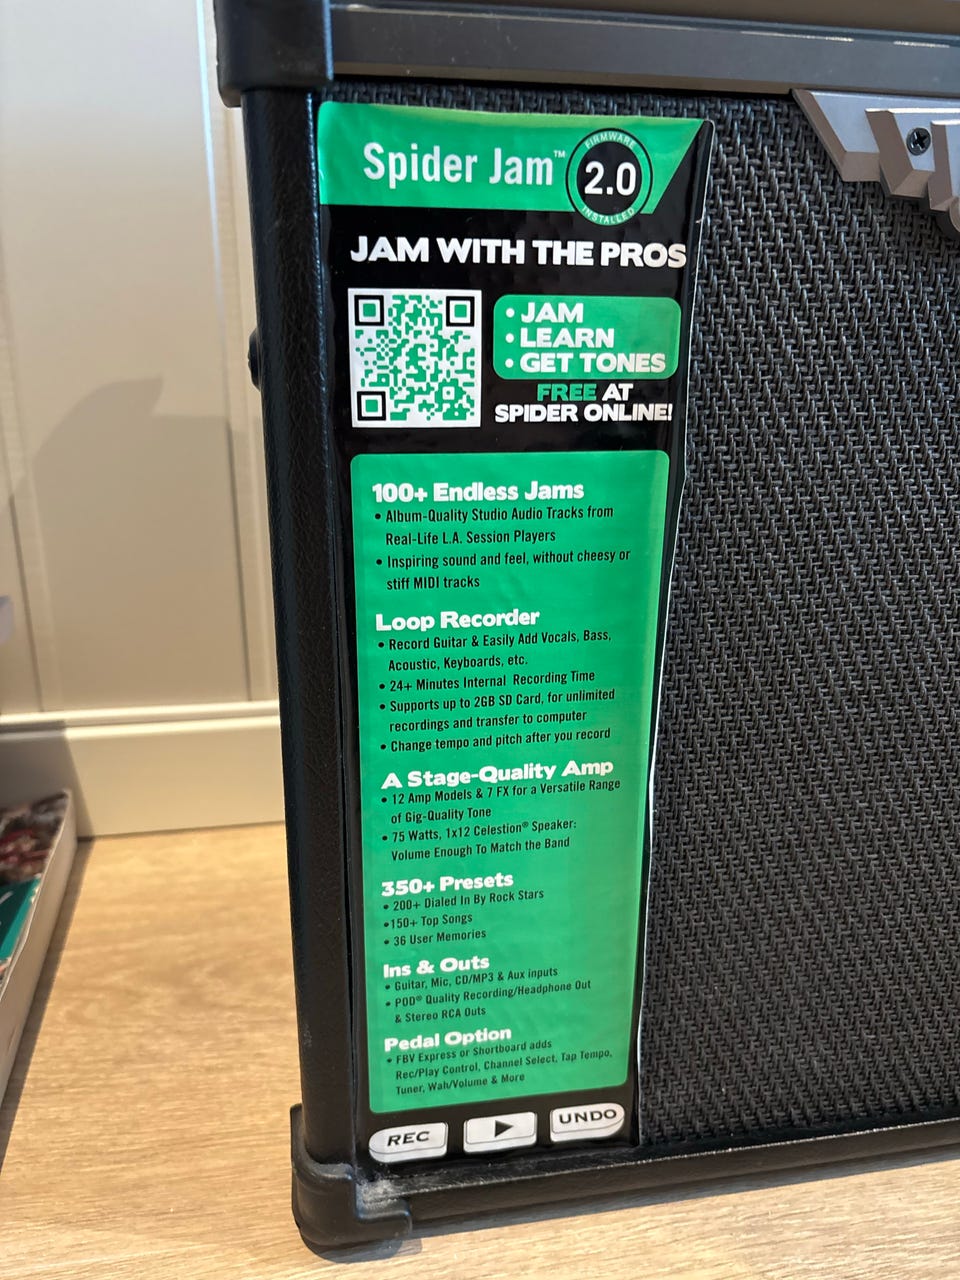 Spider Jam™
FIRMWARE
2.0
INSTALLED
JAM WITH THE PROS
• JAM
• LEARN
• GET TONES
FREE AT
SPIDER ONLINE!
100+ Endless Jams
• Album-Quality Studio Audio Tracks from
Real-Life L.A. Session Players
• Inspiring sound and feel, without cheesy or
stiff MIDI tracks
Loop Recorder
• Record Guitar & Easily Add Vocals, Bass,
Acoustic, Keyboards, etc.
• 24+ Minutes Internal Recording Time
• Supports up to 2GB SD Card, for unlimited
recordings and transfer to computer
• Change tempo and pitch after you record
A Stage-Quality Amp
• 12 Amp Models & 7 FX for a Versatile Range
of Gig-Quality Tone
• 75 Watts, 1x12 Celestion® Speaker:
Volume Enough To Match the Band
350+ Presets
• 200+ Dialed In By Rock Stars
•150+ Top Songs
• 36 User Memories
Ins & Outs
• Guitar, Mic, CD/MP3 & Aux inputs
• POD® Quality Recording/Headphone Out
& Stereo RCA Outs
Pedal Option
• FBV Express or Shortboard adds
Rec/Play Control, Channel Select, Tap Tempo,
Tuner, Wah/Volume & More
REC
UNDO